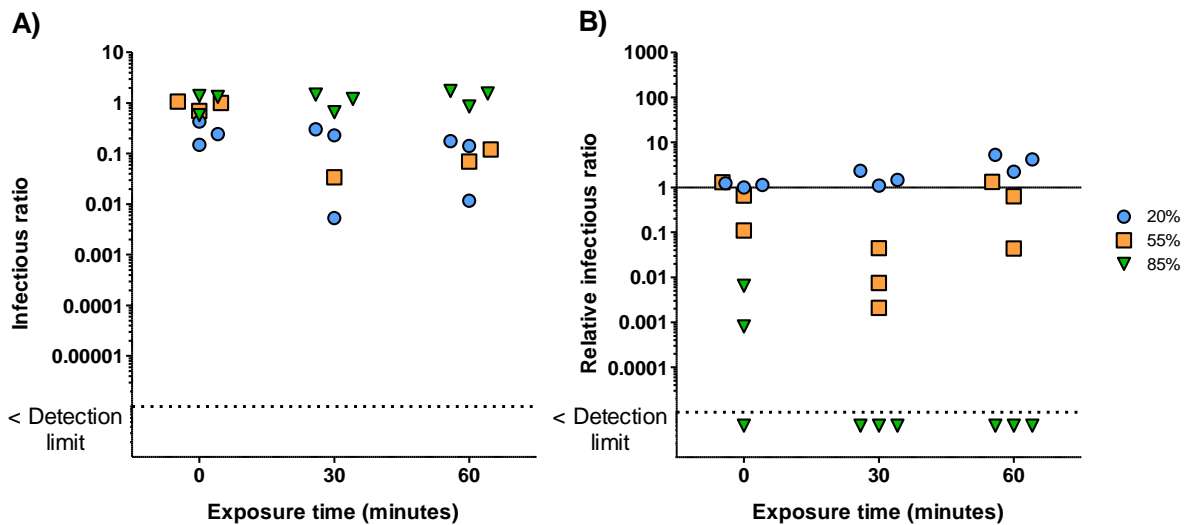 A)
10
1
0.1
0.01
0.001
0.0001
0.00001
< Detection
limit
0
30
60
Infectious ratio
Exposure time (minutes)
B)
1000
100
10
1
0.1
0.01
0.001
0.0001
< Detection
limit
0
30
60
Relative infectious ratio
Exposure time (minutes)
20%
55%
85%